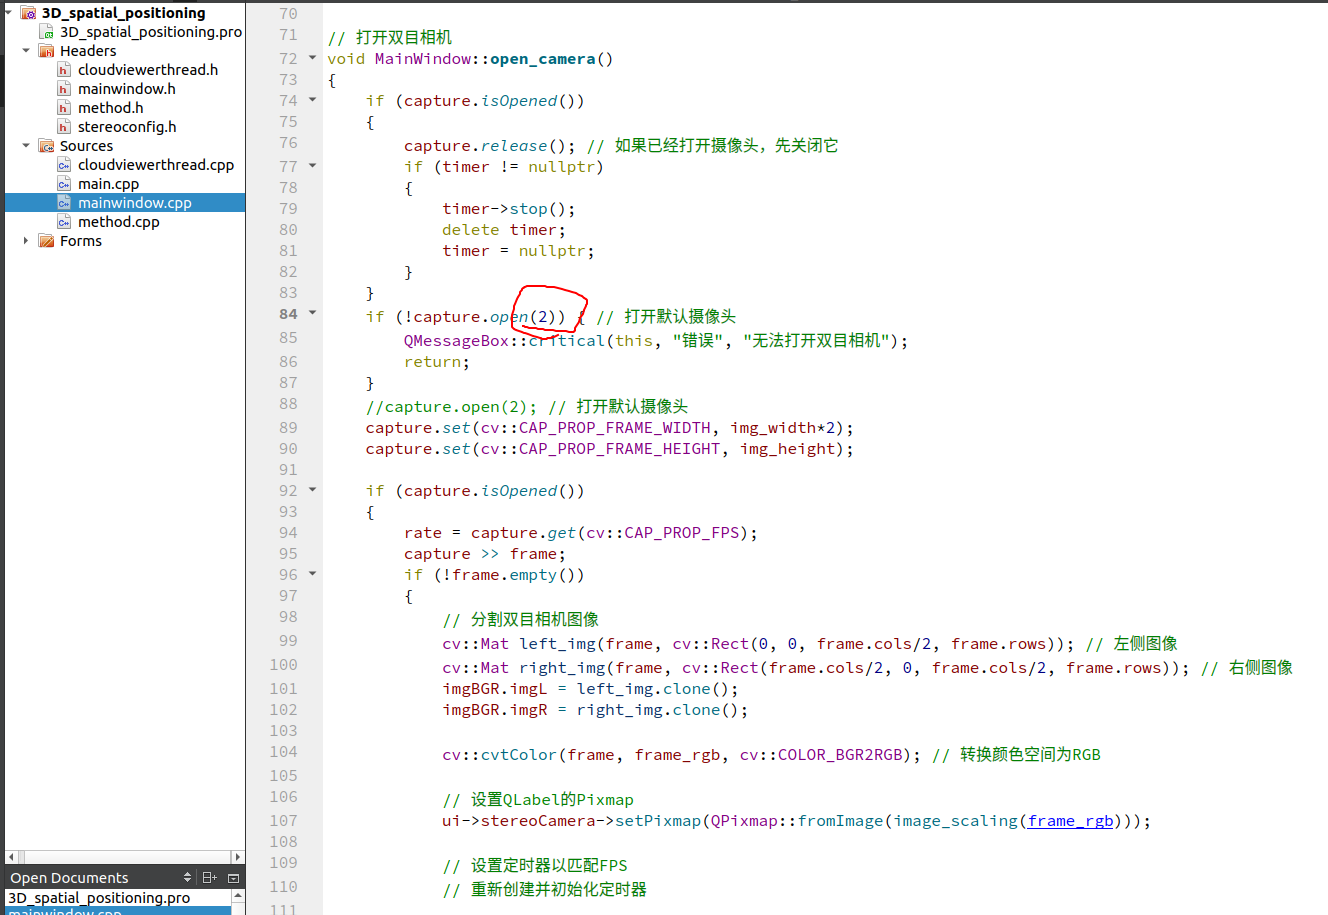 3D_spatial_positioning
3D_spatial_positioning.pro
Headers
cloudviewerthread.h
mainwindow.h
method.h
stereoconfig.h
Sources
cloudviewerthread.cpp
main.cpp
mainwindow.cpp
method.cpp
Forms
Open Documents
3D_spatial_positioning.pro
mainwindow.cpp
70
71 // 打开双目相机
72 void MainWindow::open_camera()
73 {
74 if (capture.isOpened())
75 {
76 capture.release(); // 如果已经打开摄像头，先关闭它
77 if (timer != nullptr)
78 {
79 timer->stop();
80 delete timer;
81 timer = nullptr;
82 }
83 }
84 if (!capture.open(2)) { // 打开默认摄像头
85 QMessageBox::critical(this, "错误", "无法打开双目相机");
86 return;
87 }
88 //capture.open(2); // 打开默认摄像头
89 capture.set(cv::CAP_PROP_FRAME_WIDTH, img_width*2);
90 capture.set(cv::CAP_PROP_FRAME_HEIGHT, img_height);
91
92 if (capture.isOpened())
93 {
94 rate = capture.get(cv::CAP_PROP_FPS);
95 capture >> frame;
96 if (!frame.empty())
97 {
98 // 分割双目相机图像
99 cv::Mat left_img(frame, cv::Rect(0, 0, frame.cols/2, frame.rows)); // 左侧图像
100 cv::Mat right_img(frame, cv::Rect(frame.cols/2, 0, frame.cols/2, frame.rows)); // 右侧图像
101 imgBGR.imgL = left_img.clone();
102 imgBGR.imgR = right_img.clone();
103
104 cv::cvtColor(frame, frame_rgb, cv::COLOR_BGR2RGB); // 转换颜色空间为RGB
105
106 // 设置QLabel的Pixmap
107 ui->stereoCamera->setPixmap(QPixmap::fromImage(image_scaling(frame_rgb)));
108
109 // 设置定时器以匹配FPS
110 // 重新创建并初始化定时器
111